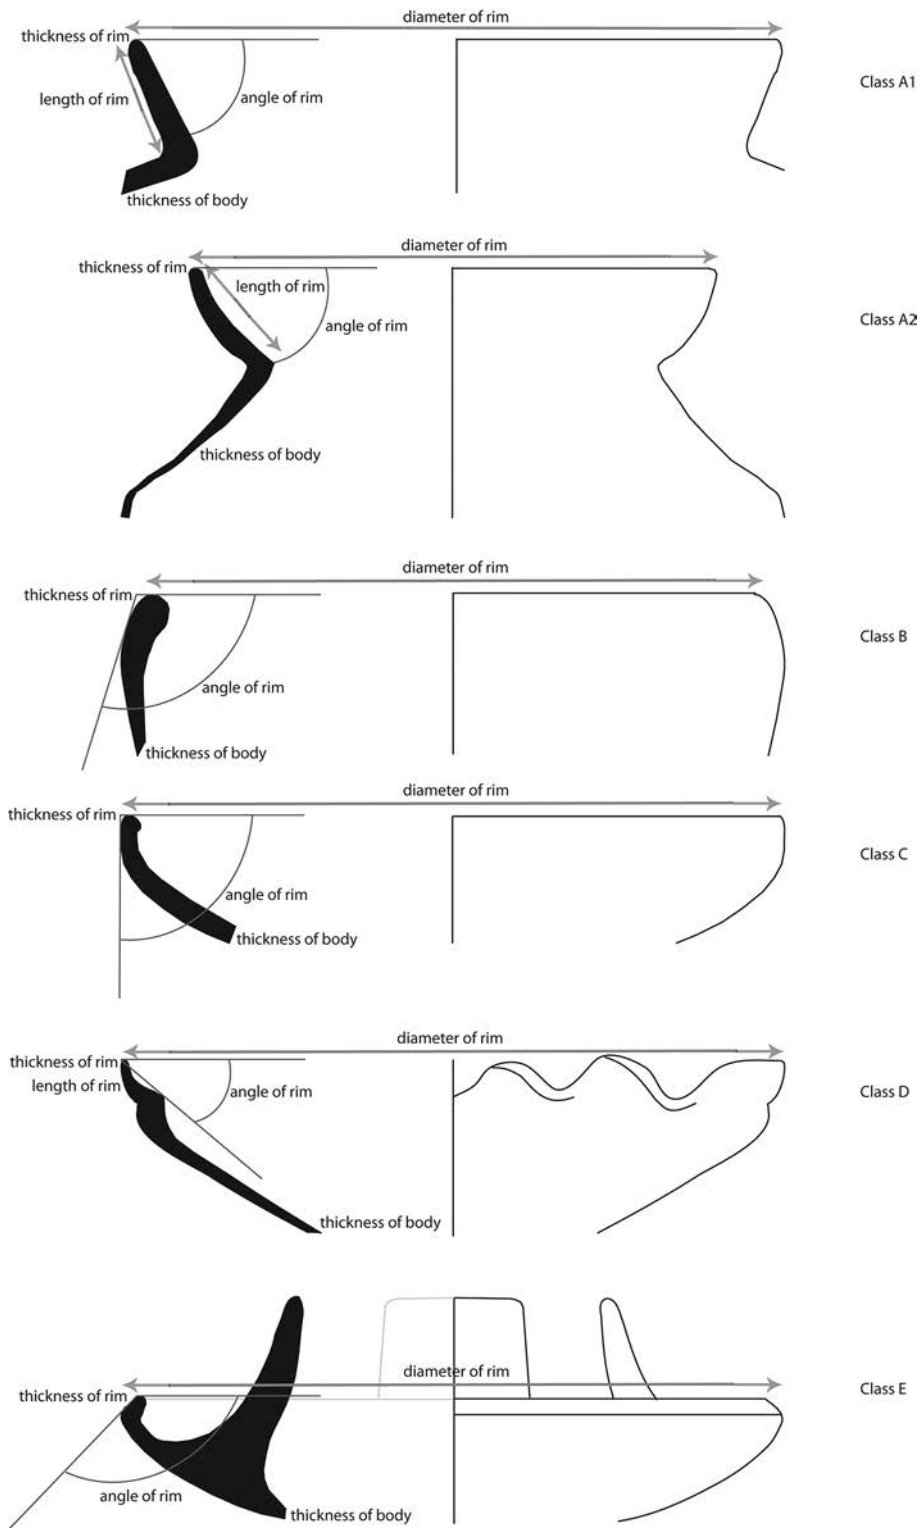 diameter of rim
thickness of rim
length of rim
angle of rim
Class A1
thickness of body
diameter of rim
thickness of rim
length of rim
angle of rim
Class A2
thickness of body
diameter of rim
thickness of rim
Class B
angle of rim
thickness of body
diameter of rim
thickness of rim
Class C
angle of rim
thickness of body
diameter of rim
thickness of rim
length of rim
angle of rim
Class D
thickness of body
diameter of rim
thickness of rim
Class E
angle of rim
thickness of body